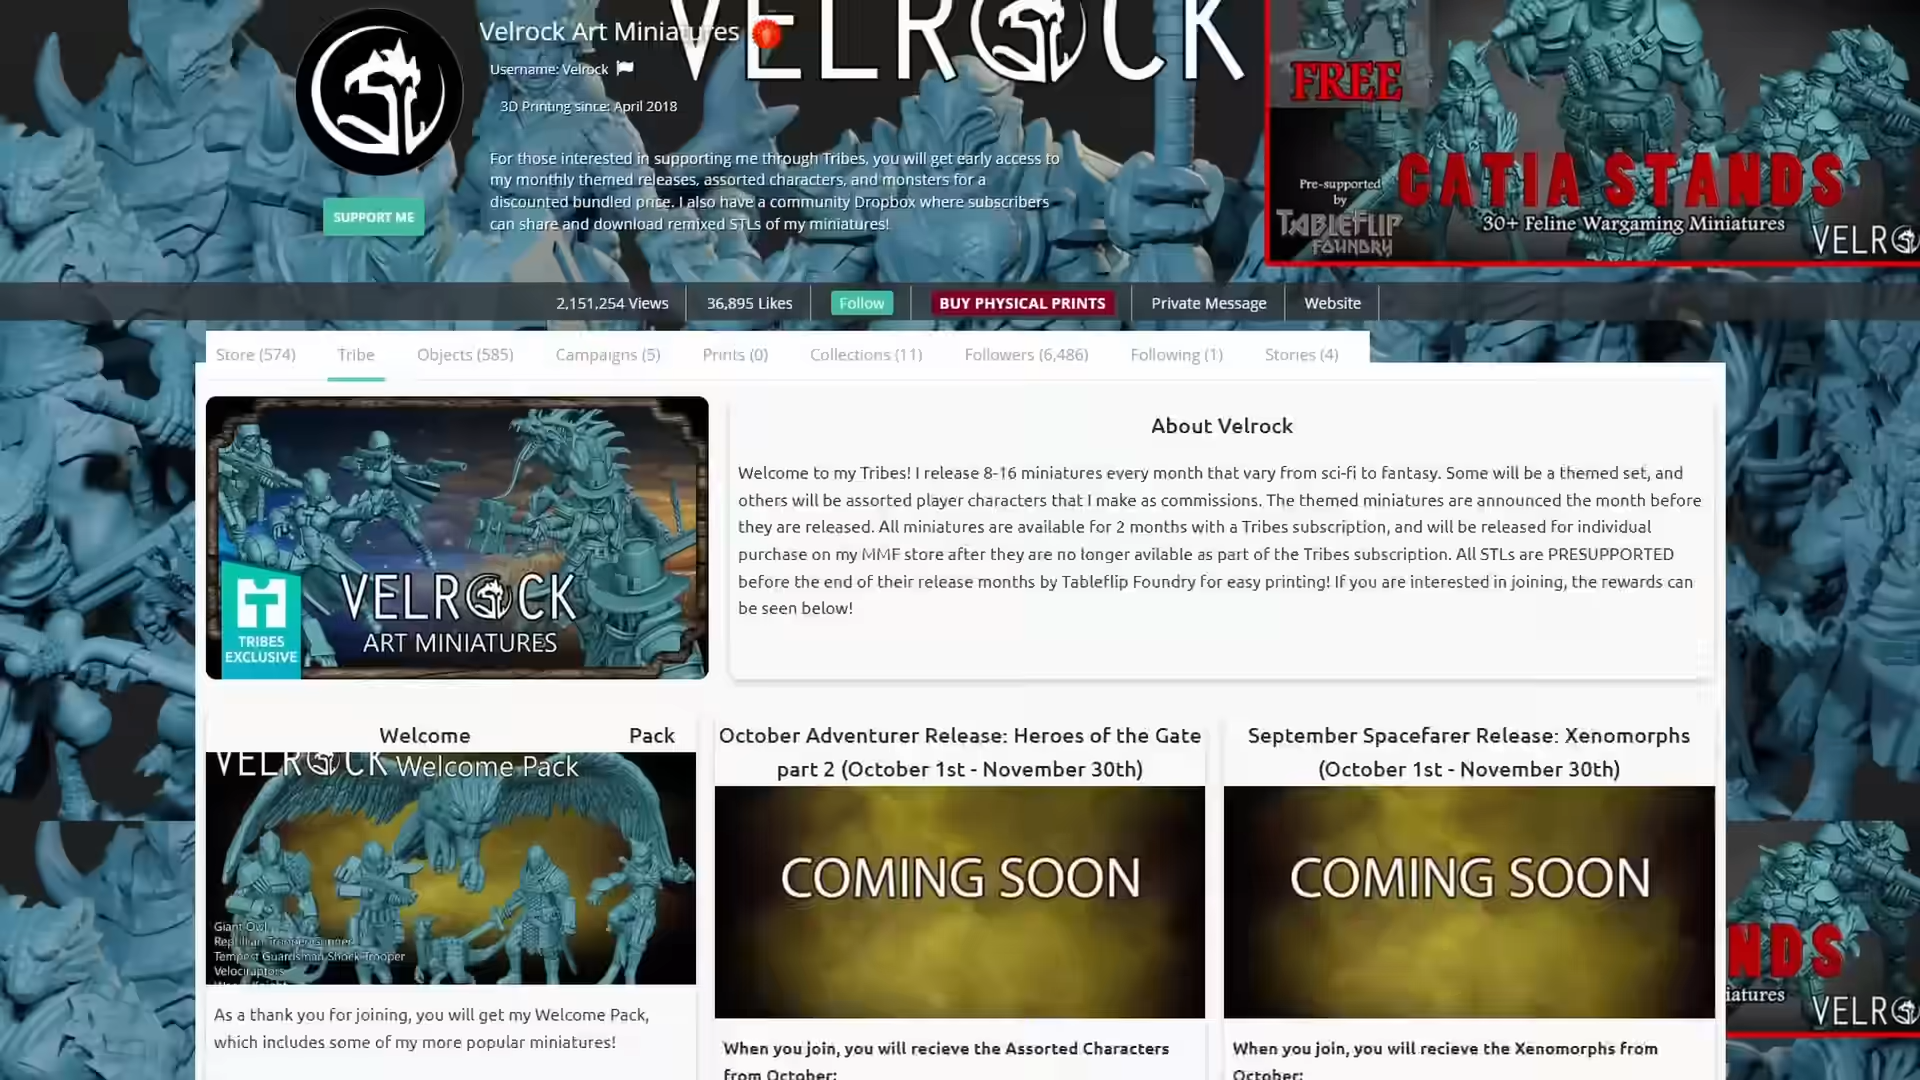 Velrock Art Miniatures
VELROCK
Username: Velrock
3D Printing since: April 2018
For those interested in supporting me through Tribes, you will get early access to
my monthly themed releases, assorted characters, and monsters for a
discounted bundled price. I also have a community Dropbox where subscribers
can share and download remixed STLs of my miniatures!
SUPPORT ME
FREE
Pre-supported
by
TABLEFLIP
FOUNDRY
CATIA STANDS
30+ Feline Wargaming Miniatures
VELR
2,151,254 Views
36,895 Likes
Follow
BUY PHYSICAL PRINTS
Private Message
Website
Store (574)
Tribe
Objects (585)
Campaigns (5)
Prints (0)
Collections (11)
Followers (6,486)
Following (1)
Stories (4)
VELROCK
ART MINIATURES
TRIBES
EXCLUSIVE
About Velrock
Welcome to my Tribes! I release 8-16 miniatures every month that vary from sci-fi to fantasy. Some will be a themed set, and
others will be assorted player characters that I make as commissions. The themed miniatures are announced the month before
they are released. All miniatures are available for 2 months with a Tribes subscription, and will be released for individual
purchase on my MMF store after they are no longer avilable as part of the Tribes subscription. All STLs are PRESUPPORTED
before the end of their release months by Tableflip Foundry for easy printing! If you are interested in joining, the rewards can
be seen below!
Welcome Pack
VELROCK Welcome Pack
Giant Owl
Reptilian Trooper Gunner
Tempest Guardsman Shock Trooper
Velociraptors
As a thank you for joining, you will get my Welcome Pack,
which includes some of my more popular miniatures!
October Adventurer Release: Heroes of the Gate
part 2 (October 1st - November 30th)
COMING SOON
When you join, you will recieve the Assorted Characters
from October:
September Spacefarer Release: Xenomorphs
(October 1st - November 30th)
COMING SOON
When you join, you will recieve the Xenomorphs from
October:
NDS
iatures
VELR